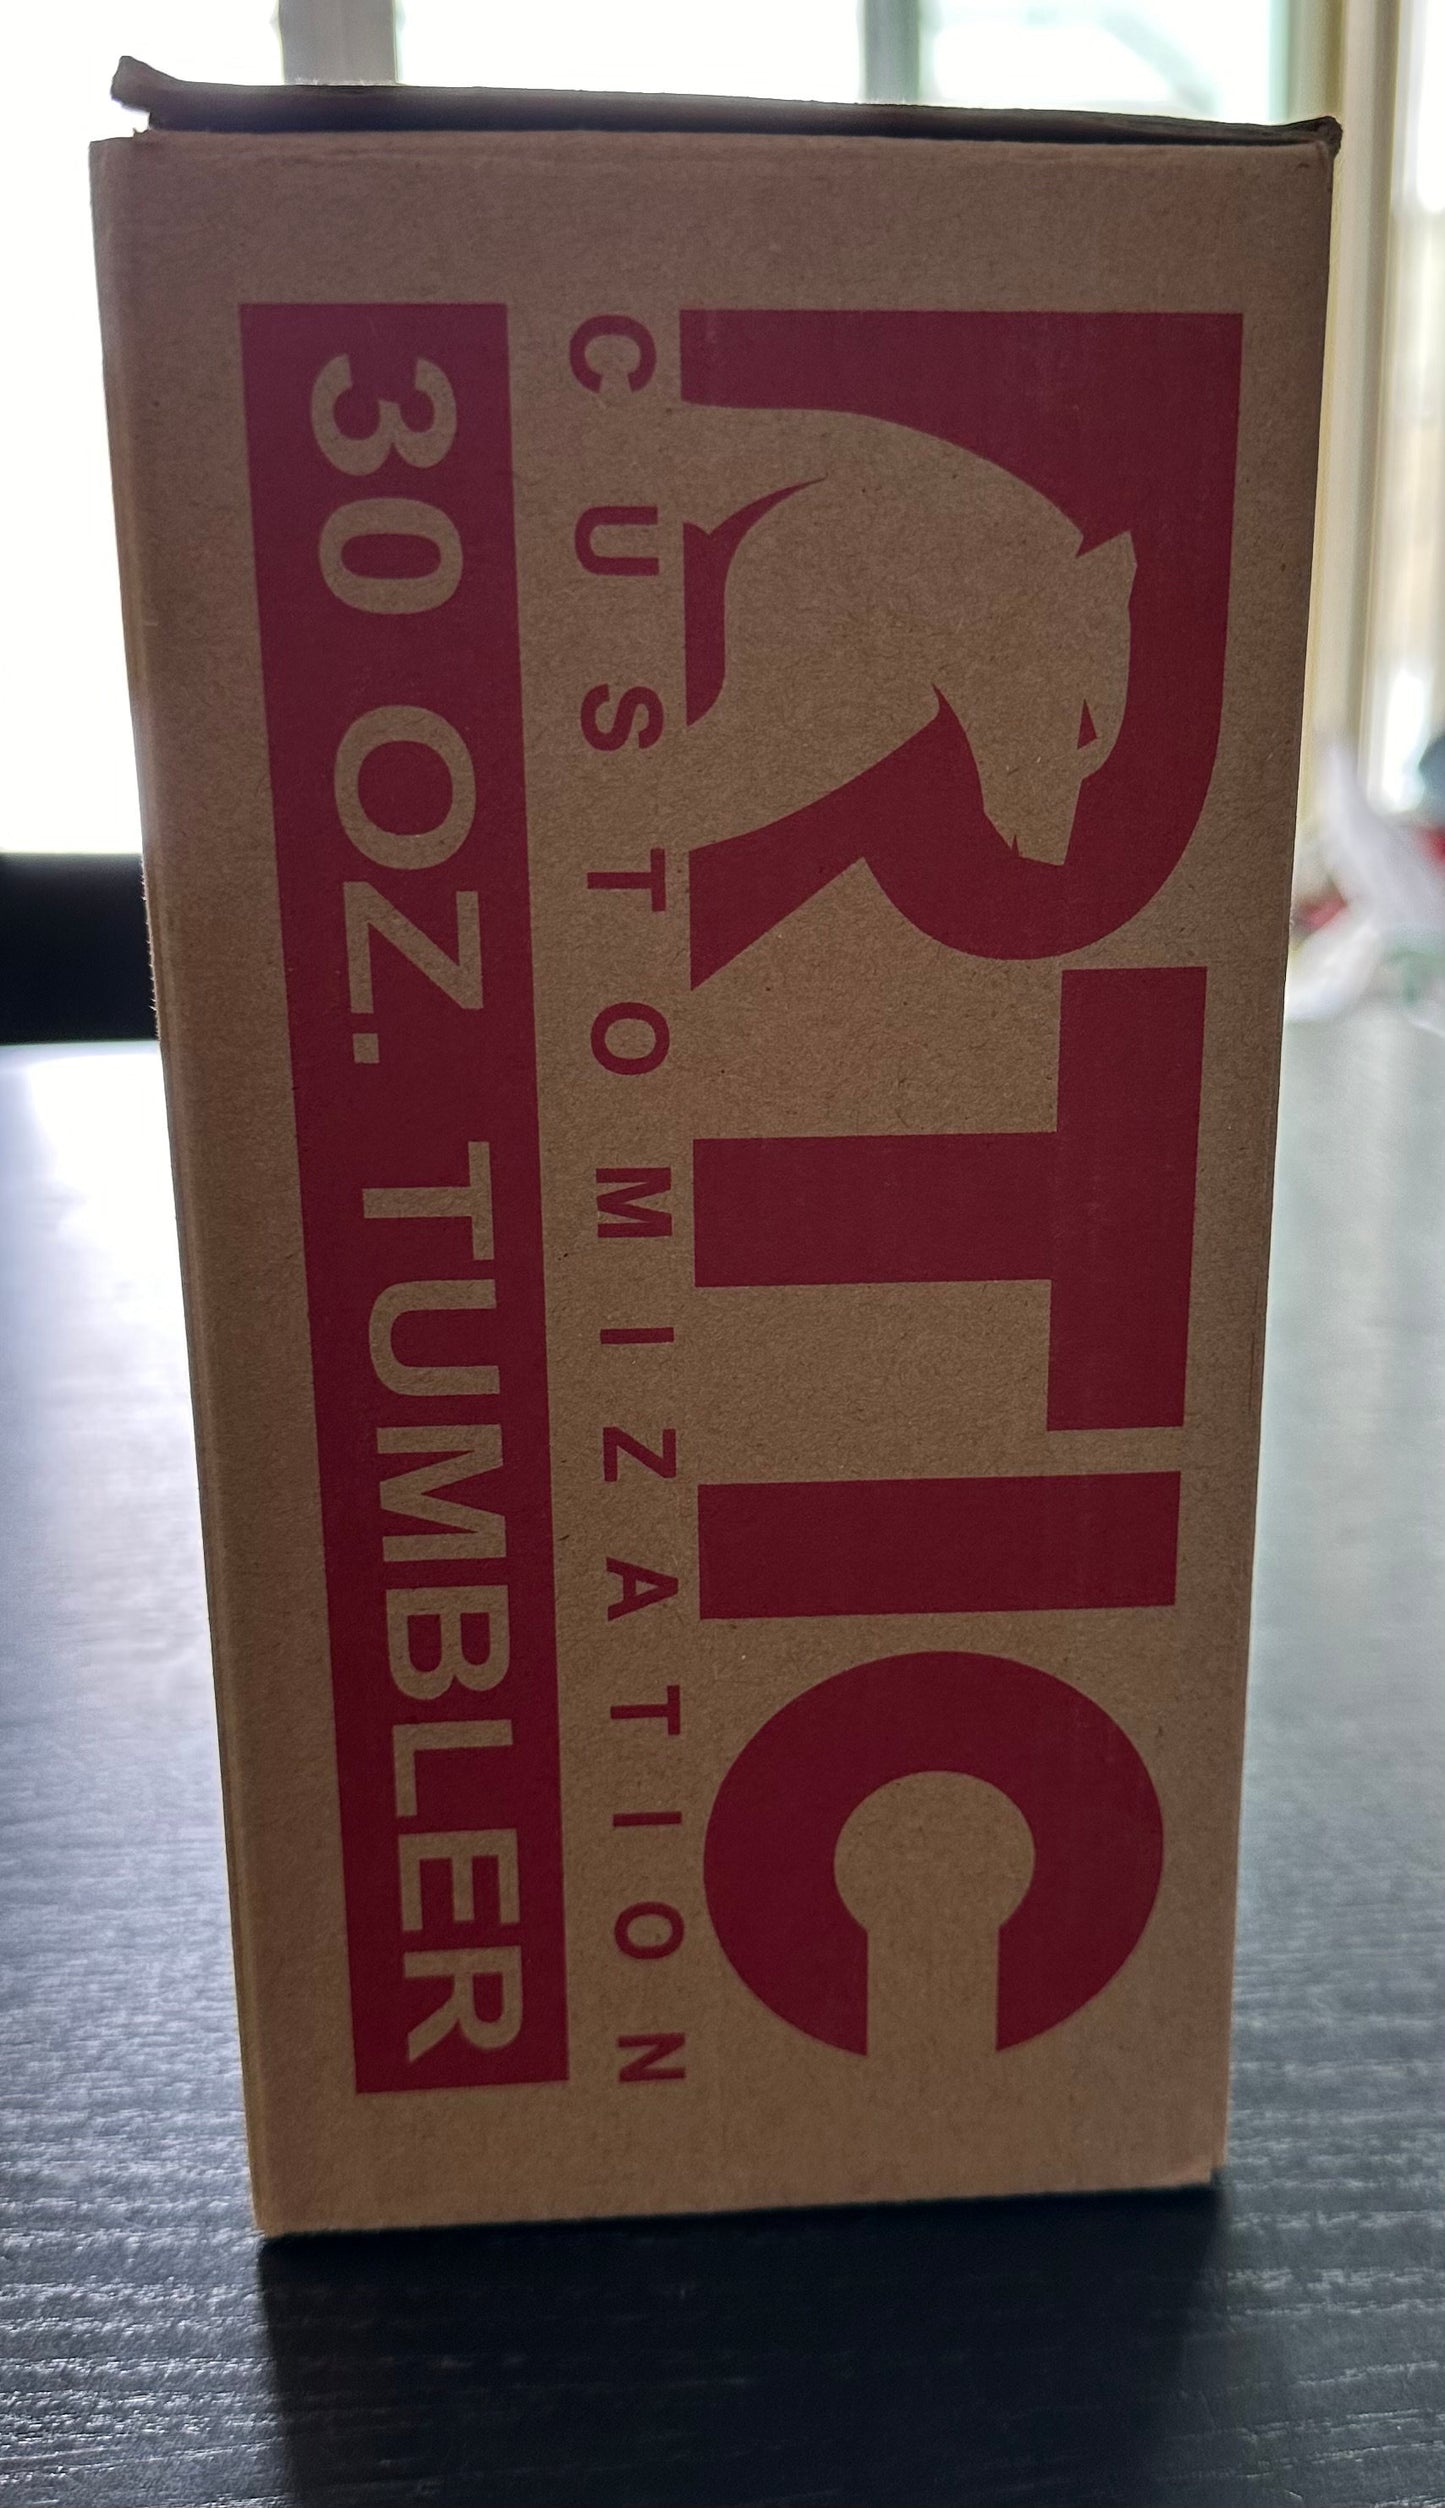 RTIC
CUSTOMIZATION
30 OZ. TUMBLER